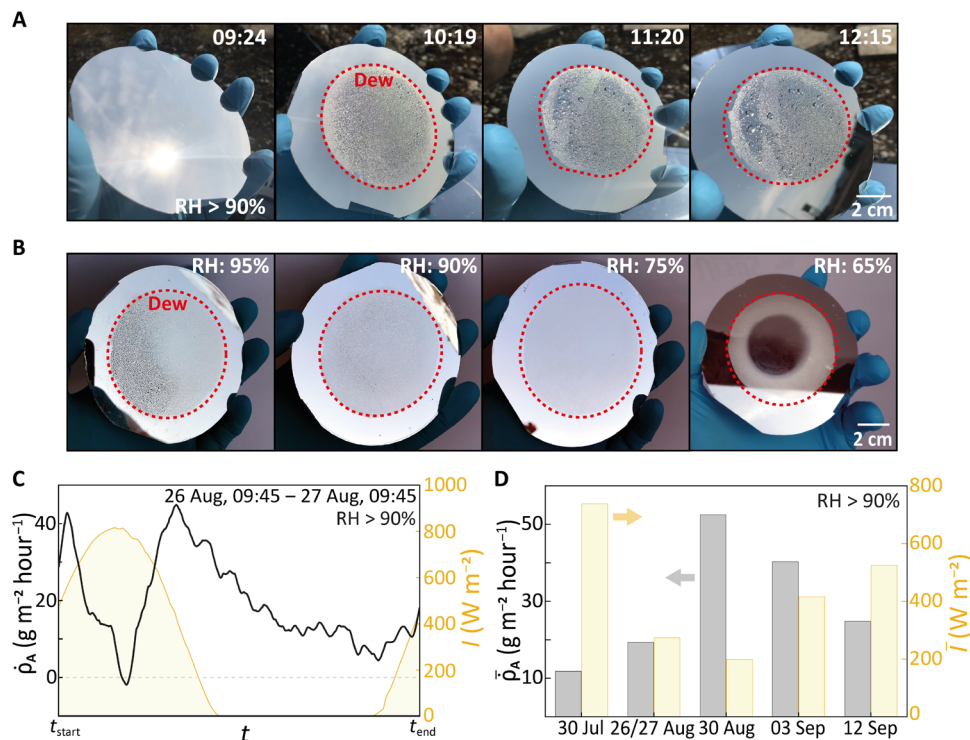 A
09:24
10:19
11:20
12:15
Dew
RH > 90%
2 cm
B
RH: 95%
RH: 90%
RH: 75%
RH: 65%
Dew
2 cm
C
26 Aug, 09:45 – 27 Aug, 09:45
RH > 90%
ρ̇A (g m⁻² hour⁻¹)
40
20
0
I (W m⁻²)
1000
800
600
400
200
0
tstart
t
tend
D
RH > 90%
ρ̇̄A (g m⁻² hour⁻¹)
50
30
10
Ī (W m⁻²)
800
600
400
200
0
30 Jul
26/27 Aug
30 Aug
03 Sep
12 Sep